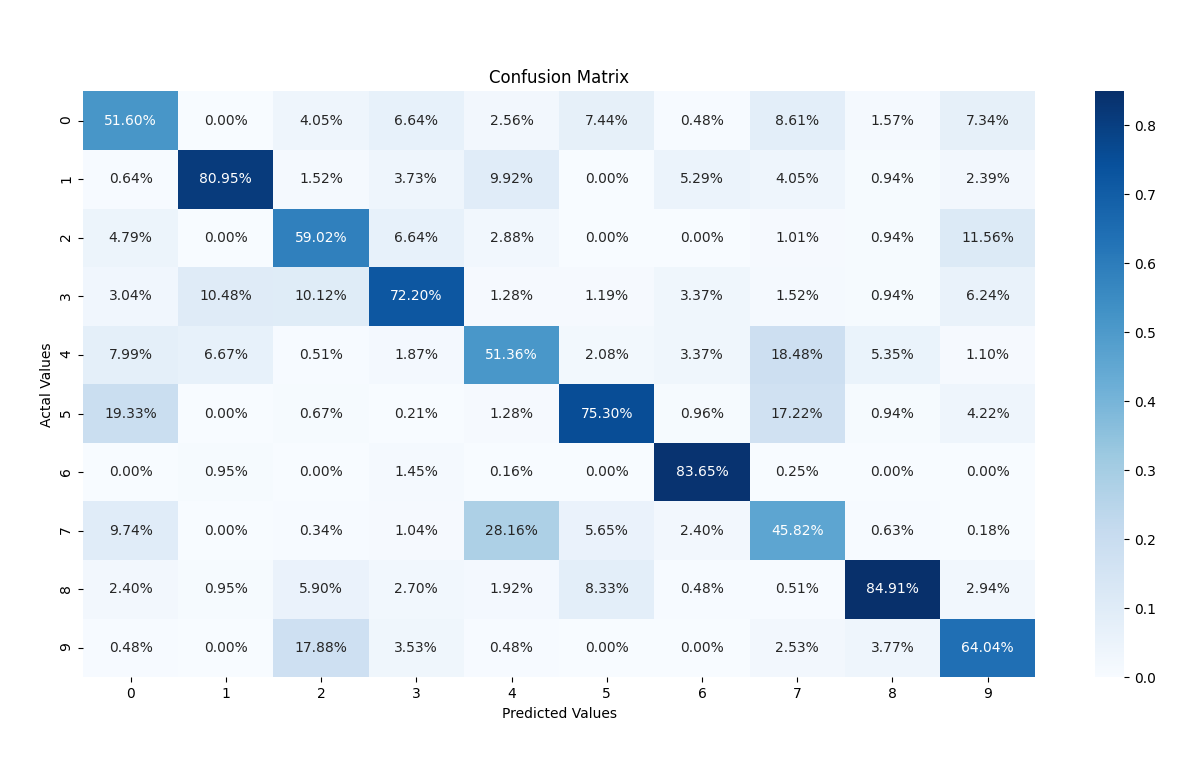 Confusion Matrix
0 51.60% 0.00% 4.05% 6.64% 2.56% 7.44% 0.48% 8.61% 1.57% 7.34%
1 0.64% 80.95% 1.52% 3.73% 9.92% 0.00% 5.29% 4.05% 0.94% 2.39%
2 4.79% 0.00% 59.02% 6.64% 2.88% 0.00% 0.00% 1.01% 0.94% 11.56%
3 3.04% 10.48% 10.12% 72.20% 1.28% 1.19% 3.37% 1.52% 0.94% 6.24%
4 7.99% 6.67% 0.51% 1.87% 51.36% 2.08% 3.37% 18.48% 5.35% 1.10%
5 19.33% 0.00% 0.67% 0.21% 1.28% 75.30% 0.96% 17.22% 0.94% 4.22%
6 0.00% 0.95% 0.00% 1.45% 0.16% 0.00% 83.65% 0.25% 0.00% 0.00%
7 9.74% 0.00% 0.34% 1.04% 28.16% 5.65% 2.40% 45.82% 0.63% 0.18%
8 2.40% 0.95% 5.90% 2.70% 1.92% 8.33% 0.48% 0.51% 84.91% 2.94%
9 0.48% 0.00% 17.88% 3.53% 0.48% 0.00% 0.00% 2.53% 3.77% 64.04%
0 1 2 3 4 5 6 7 8 9
Predicted Values
Actal Values
0.8
0.7
0.6
0.5
0.4
0.3
0.2
0.1
0.0